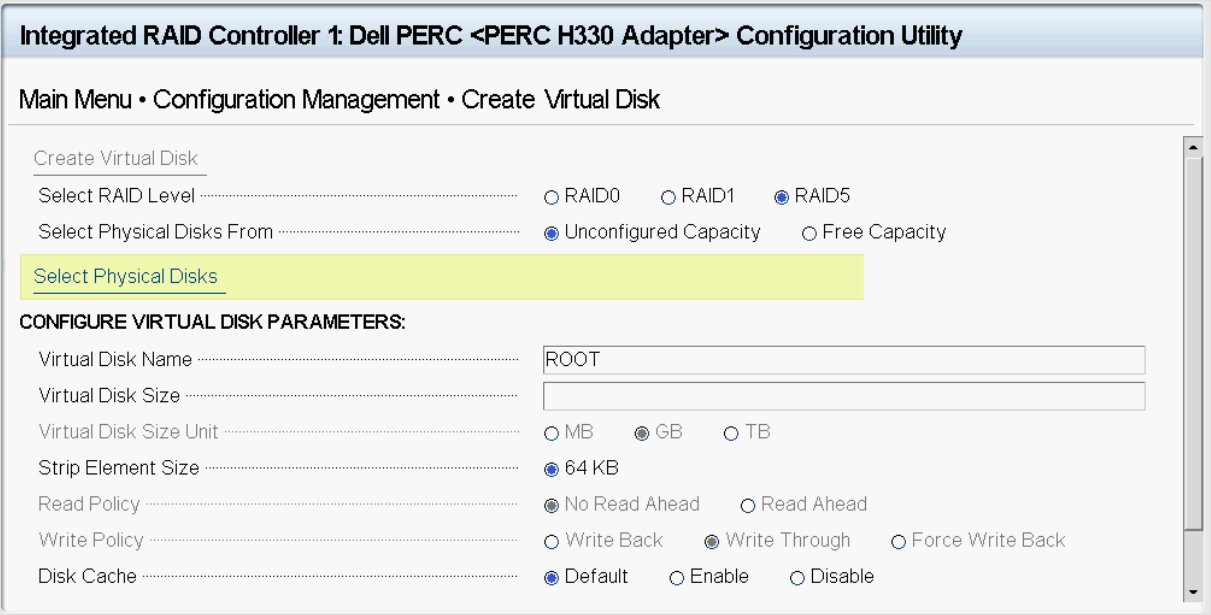 Integrated RAID Controller 1: Dell PERC <PERC H330 Adapter> Configuration Utility
Main Menu • Configuration Management • Create Virtual Disk
Create Virtual Disk
Select RAID Level RAID0 RAID1 RAID5
Select Physical Disks From Unconfigured Capacity Free Capacity
Select Physical Disks
CONFIGURE VIRTUAL DISK PARAMETERS:
Virtual Disk Name ROOT
Virtual Disk Size
Virtual Disk Size Unit MB GB TB
Strip Element Size 64 KB
Read Policy No Read Ahead Read Ahead
Write Policy Write Back Write Through Force Write Back
Disk Cache Default Enable Disable